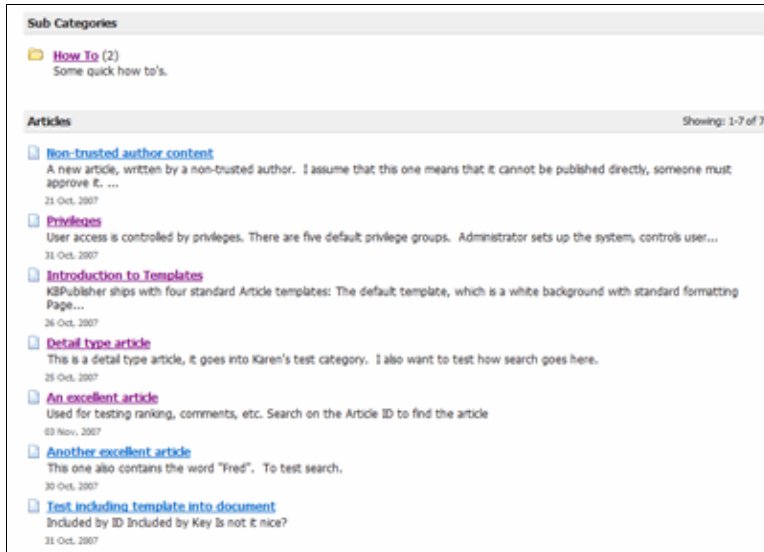 Sub Categories
How To (2)
Some quick how to's.
Articles Showing: 1-7 of 7
Non-trusted author content
A new article, written by a non-trusted author. I assume that this one means that it cannot be published directly, someone must
approve it. ...
21 Oct, 2007
Privileges
User access is controlled by privileges. There are five default privilege groups. Administrator sets up the system, controls user...
31 Oct, 2007
Introduction to Templates
KBPublisher ships with four standard Article templates: The default template, which is a white background with standard formatting
Page...
26 Oct, 2007
Detail type article
This is a detail type article, it goes into Karen's test category. I also want to test how search goes here.
25 Oct, 2007
An excellent article
Used for testing ranking, comments, etc. Search on the Article ID to find the article
03 Nov, 2007
Another excellent article
This one also contains the word "Fred". To test search.
30 Oct, 2007
Test including template into document
Included by ID Included by Key Is not it nice?
31 Oct, 2007